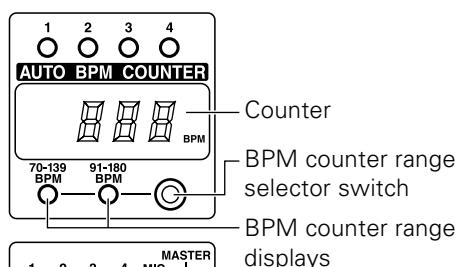 1 2 3 4
AUTO BPM COUNTER
888
BPM
Counter
70-139 BPM
91-180 BPM
BPM counter range
selector switch
BPM counter range
displays
MASTER
1 2 3 4 MIC